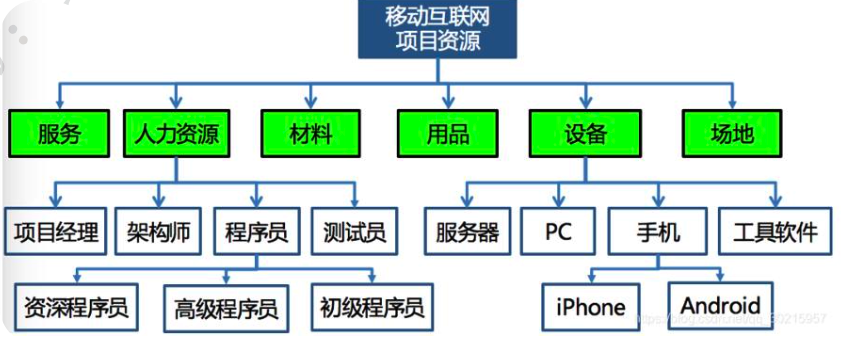 移动互联网
项目资源
服务
人力资源
材料
用品
设备
场地
项目经理
架构师
程序员
测试员
服务器
PC
手机
工具软件
资深程序员
高级程序员
初级程序员
iPhone
Android